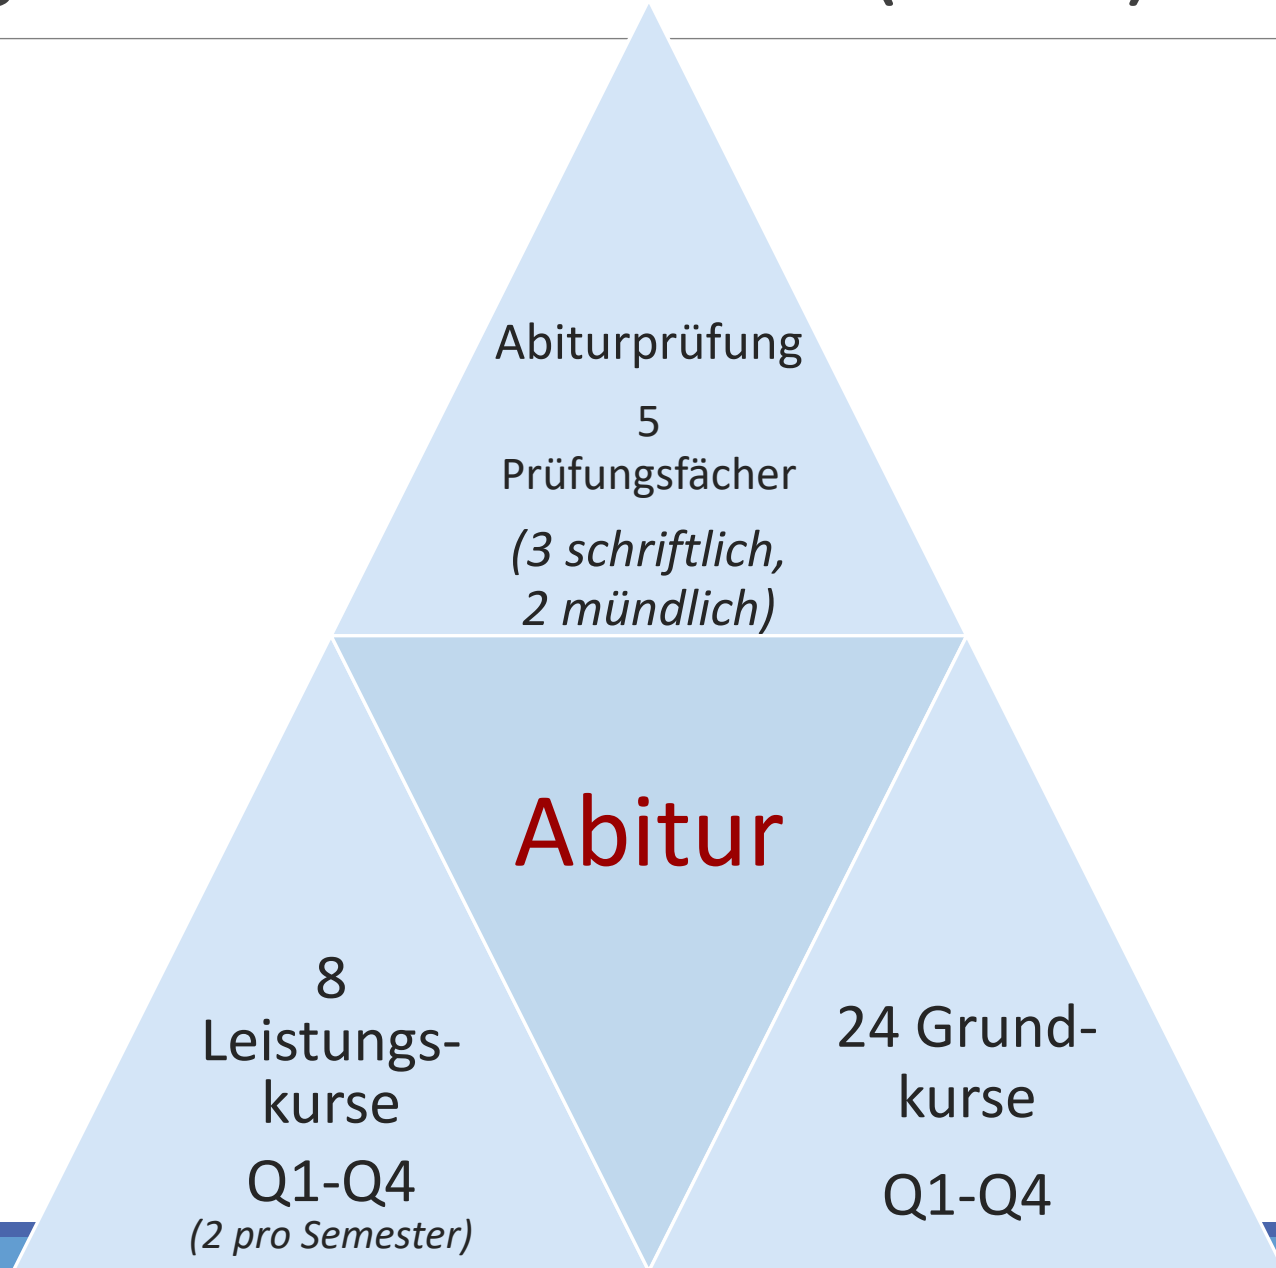 Abiturprüfung
5
Prüfungsfächer
(3 schriftlich,
2 mündlich)
Abitur
8
Leistungs-
kurse
Q1-Q4
(2 pro Semester)
24 Grund-
kurse
Q1-Q4